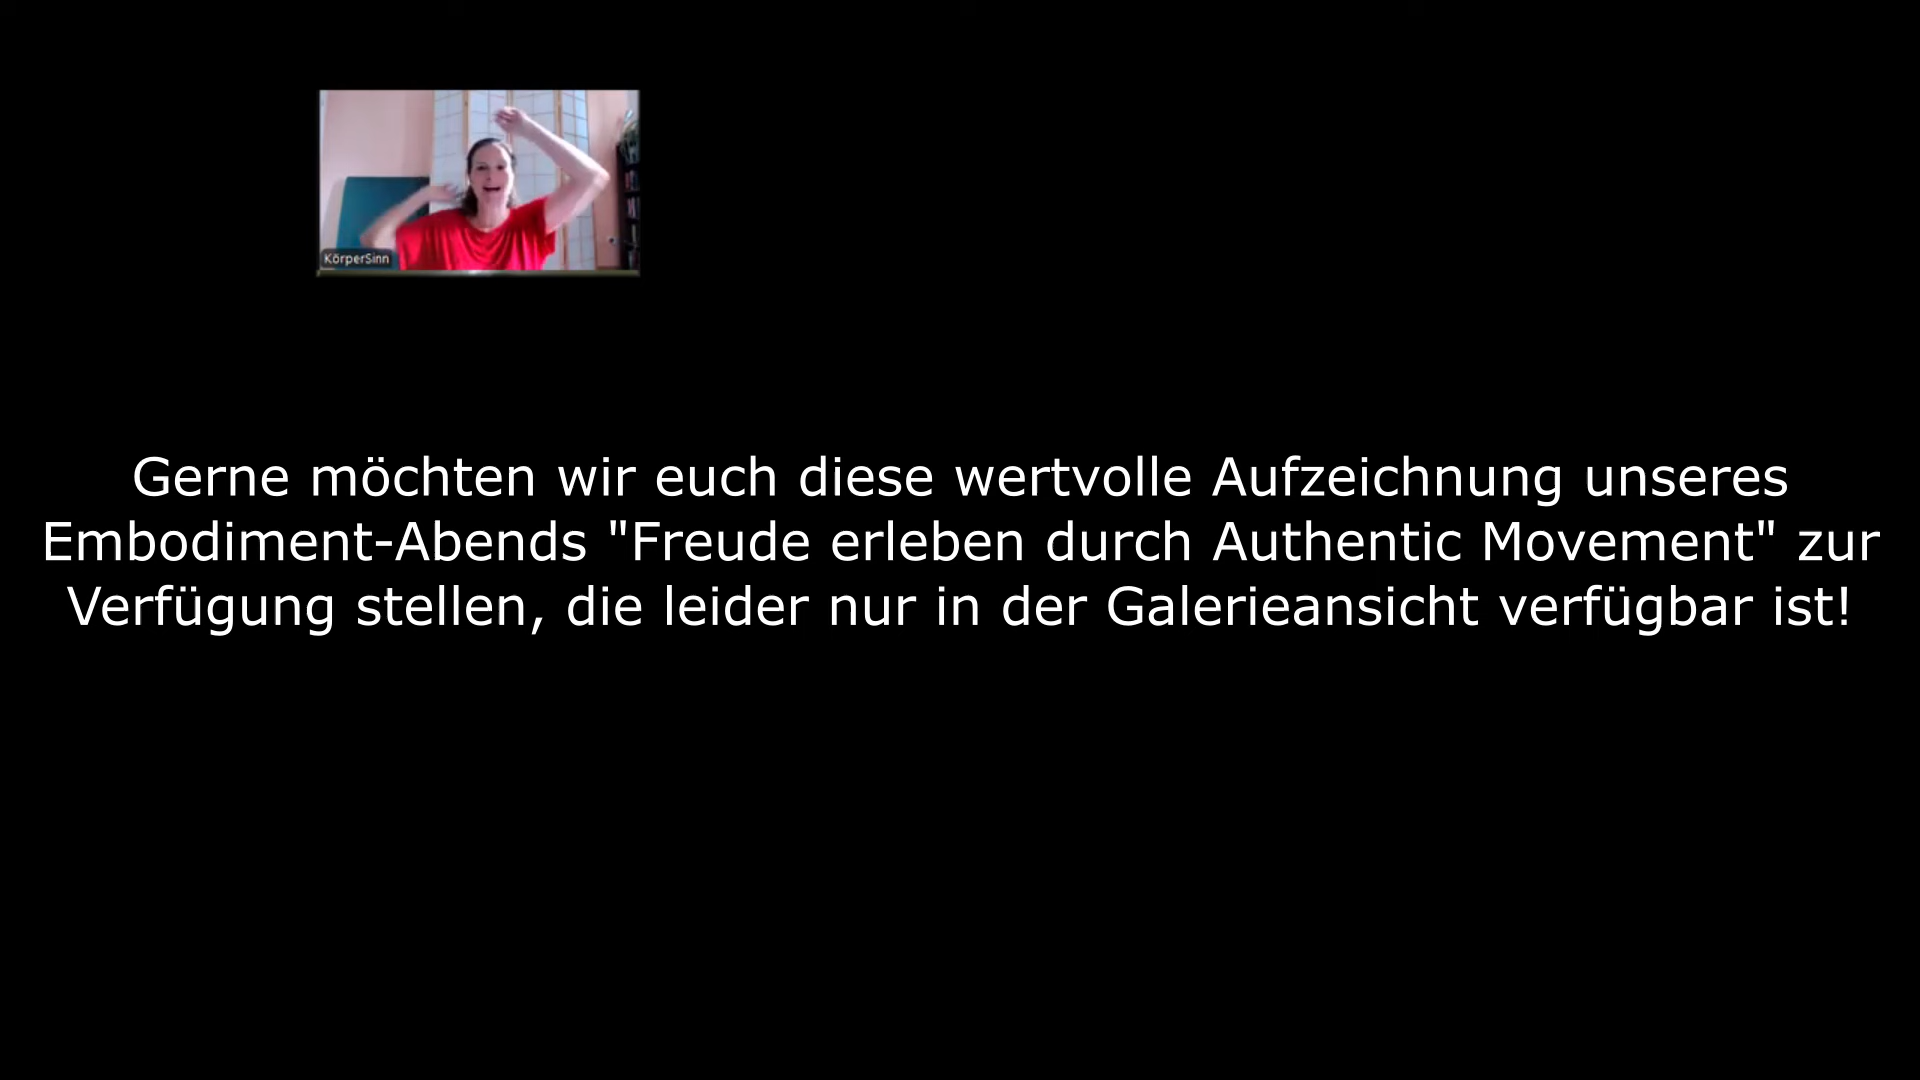 KörperSinn
Gerne möchten wir euch diese wertvolle Aufzeichnung unseres
Embodiment-Abends "Freude erleben durch Authentic Movement" zur
Verfügung stellen, die leider nur in der Galerieansicht verfügbar ist!